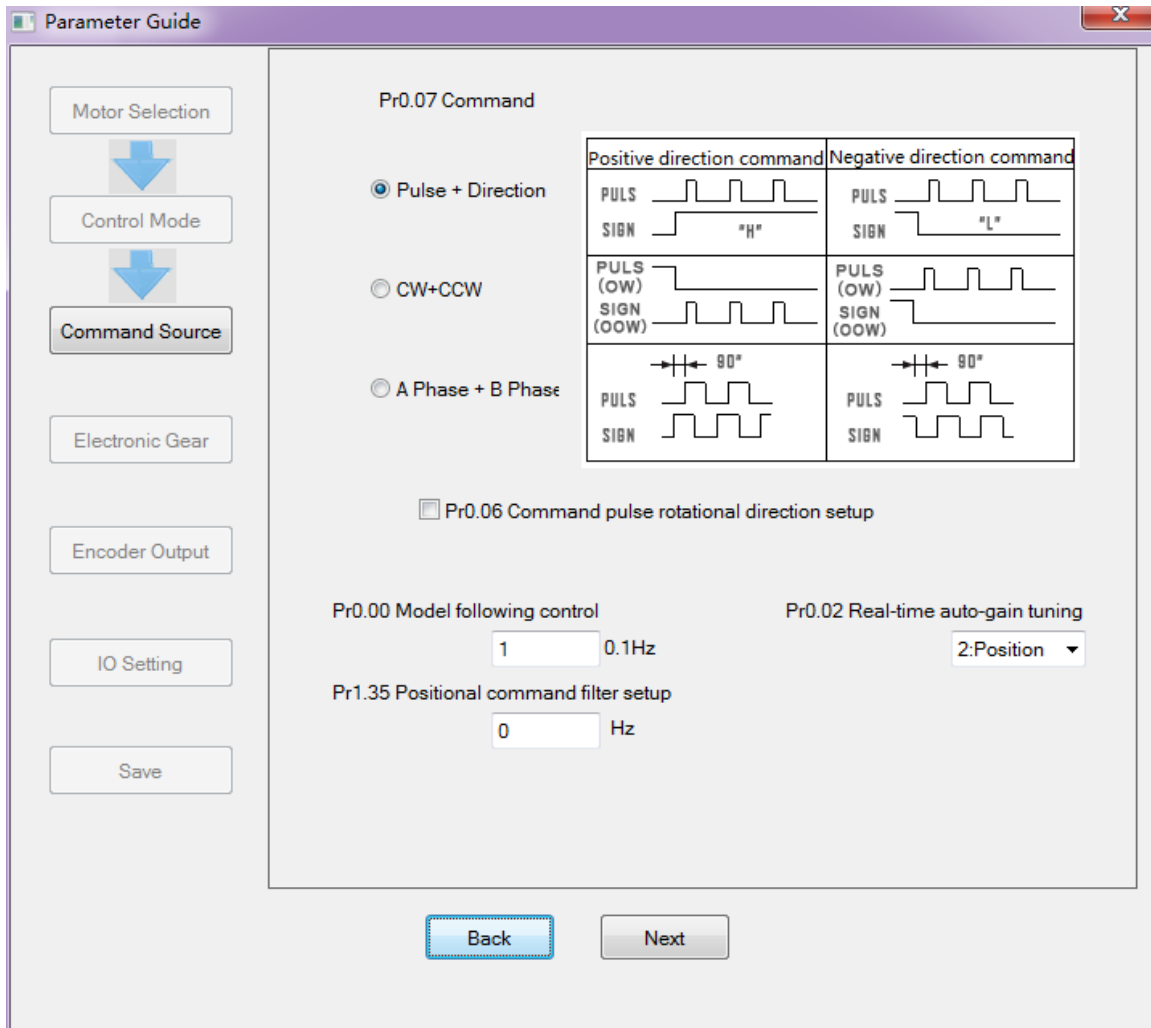 Parameter Guide
x
Motor Selection
Control Mode
Command Source
Electronic Gear
Encoder Output
IO Setting
Save
Pr0.07 Command
Pulse + Direction
CW+CCW
A Phase + B Phase
Positive direction command Negative direction command
PULS PULS
SIGN "H" SIGN "L"
PULS PULS
(OW) (OW)
SIGN SIGN
(OOW) (OOW)
90° 90°
PULS PULS
SIGN SIGN
Pr0.06 Command pulse rotational direction setup
Pr0.00 Model following control Pr0.02 Real-time auto-gain tuning
1 0.1Hz 2:Position
Pr1.35 Positional command filter setup
0 Hz
Back Next